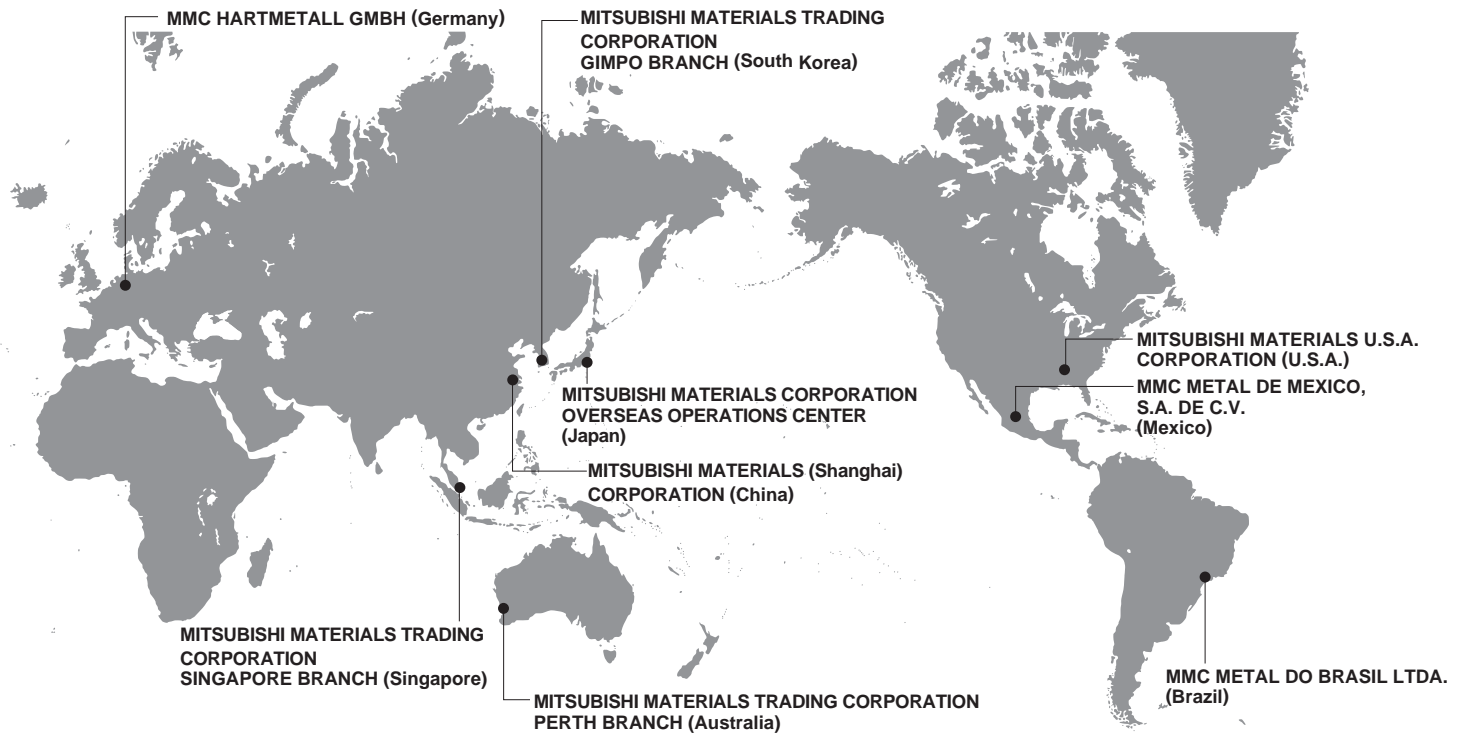 MMC HARTMETALL GMBH (Germany)
MITSUBISHI MATERIALS TRADING
CORPORATION
GIMPO BRANCH (South Korea)
MITSUBISHI MATERIALS U.S.A.
CORPORATION (U.S.A.)
MMC METAL DE MEXICO,
S.A. DE C.V.
(Mexico)
MITSUBISHI MATERIALS CORPORATION
OVERSEAS OPERATIONS CENTER
(Japan)
MITSUBISHI MATERIALS (Shanghai)
CORPORATION (China)
MITSUBISHI MATERIALS TRADING
CORPORATION
SINGAPORE BRANCH (Singapore)
MITSUBISHI MATERIALS TRADING CORPORATION
PERTH BRANCH (Australia)
MMC METAL DO BRASIL LTDA.
(Brazil)